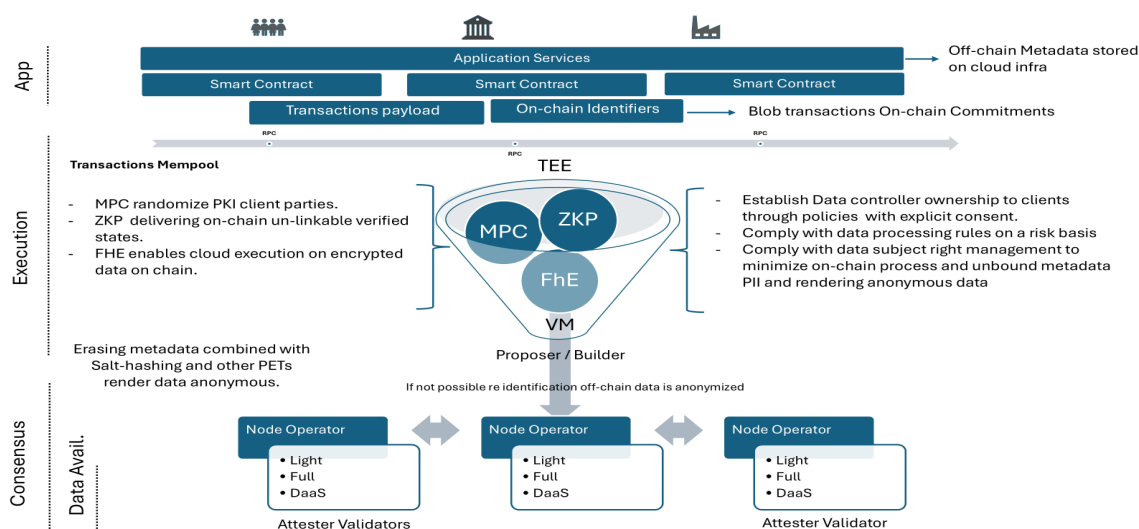 App
Application Services
Off-chain Metadata stored
on cloud infra
Smart Contract
Smart Contract
Smart Contract
Transactions payload
On-chain Identifiers
Blob transactions On-chain Commitments
RPC
RPC
RPC
Execution
Transactions Mempool
- MPC randomize PKI client parties.
- ZKP delivering on-chain un-linkable verified
states.
- FHE enables cloud execution on encrypted
data on chain.
TEE
MPC
ZKP
FhE
VM
Proposer / Builder
- Establish Data controller ownership to clients
through policies with explicit consent.
- Comply with data processing rules on a risk basis
- Comply with data subject right management to
minimize on-chain process and unbound metadata
PII and rendering anonymous data
Erasing metadata combined with
Salt-hashing and other PETs
render data anonymous.
If not possible re identification off-chain data is anonymized
Consensus
Data Avail.
Node Operator
• Light
• Full
• DaaS
Attester Validators
Node Operator
• Light
• Full
• DaaS
Node Operator
• Light
• Full
• DaaS
Attester Validator